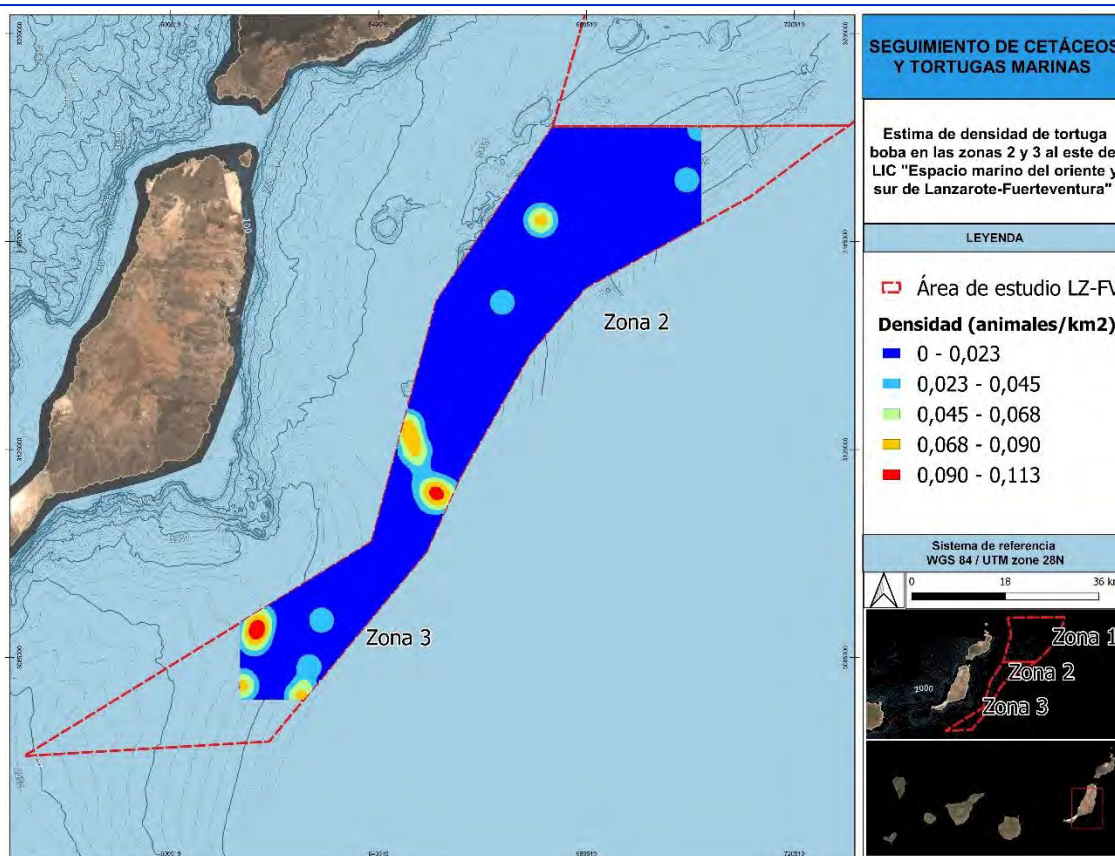 SEGUIMIENTO DE CETÁCEOS
Y TORTUGAS MARINAS
Estima de densidad de tortuga
boba en las zonas 2 y 3 al este de
LIC "Espacio marino del oriente y
sur de Lanzarote-Fuerteventura"
LEYENDA
Área de estudio LZ-FV
Densidad (animales/km2)
0 - 0,023
0,023 - 0,045
0,045 - 0,068
0,068 - 0,090
0,090 - 0,113
Sistema de referencia
WGS 84 / UTM zone 28N
0 18 36 km
Zona 1
Zona 2
Zona 3
2000
Zona 2
Zona 3
100